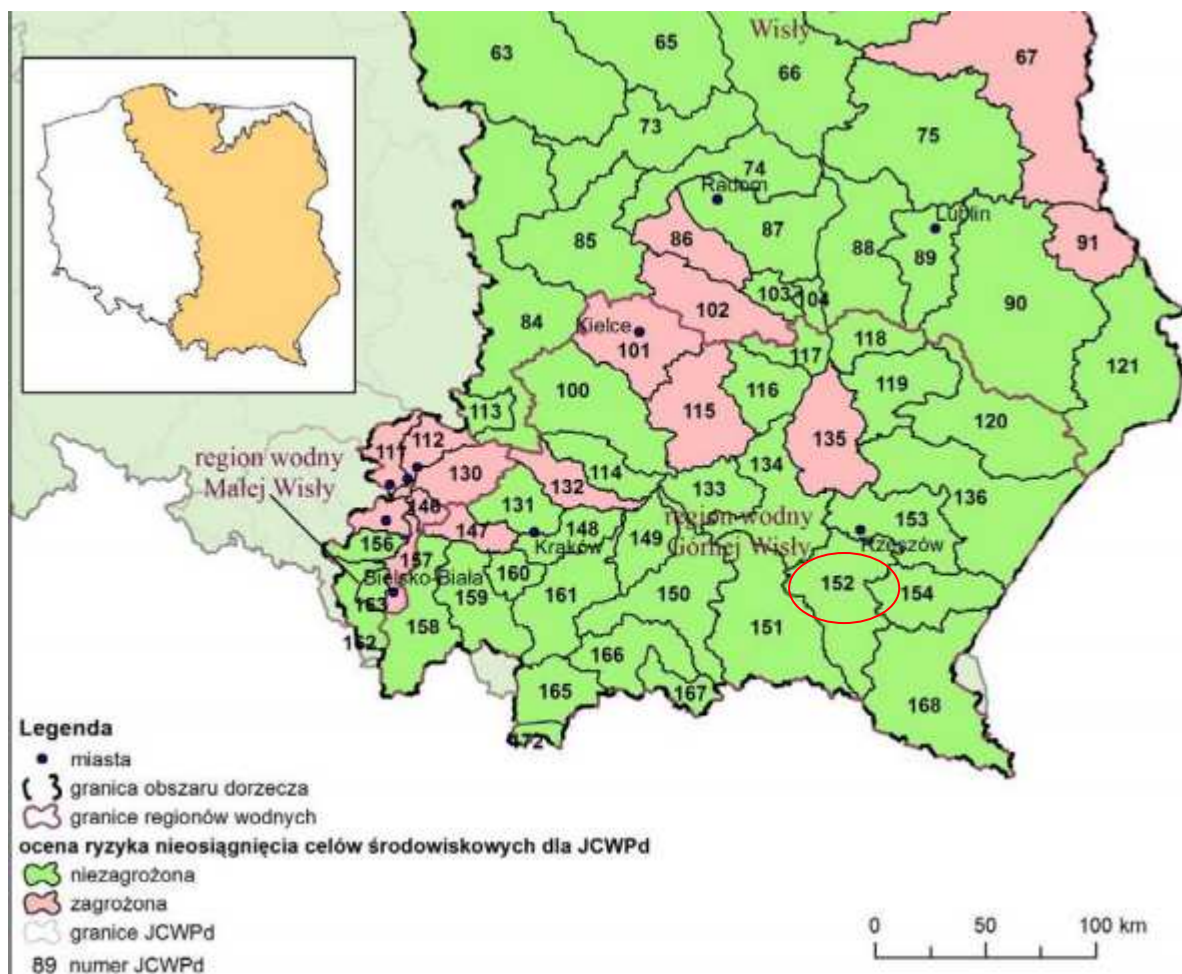 Wisły
63
65
66
67
73
74
75
Radom
Lublin
85
86
87
88
89
91
90
103
104
102
84
Kielce
101
117
118
121
100
116
119
113
115
120
112
111
135
region wodny
Małej Wisły
130
114
134
132
133
136
131
146
153
147
148
149
region wodny
Górnej Wisły
Kraków
Rzeszów
156
157
Bielsko-Biała
160
152
163
159
161
150
154
158
151
162
166
165
167
168
172
Legenda
miasta
granica obszaru dorzecza
granice regionów wodnych
ocena ryzyka nieosiągnięcia celów środowiskowych dla JCWPd
niezagrożona
zagrożona
granice JCWPd
89 numer JCWPd
0 50 100 km